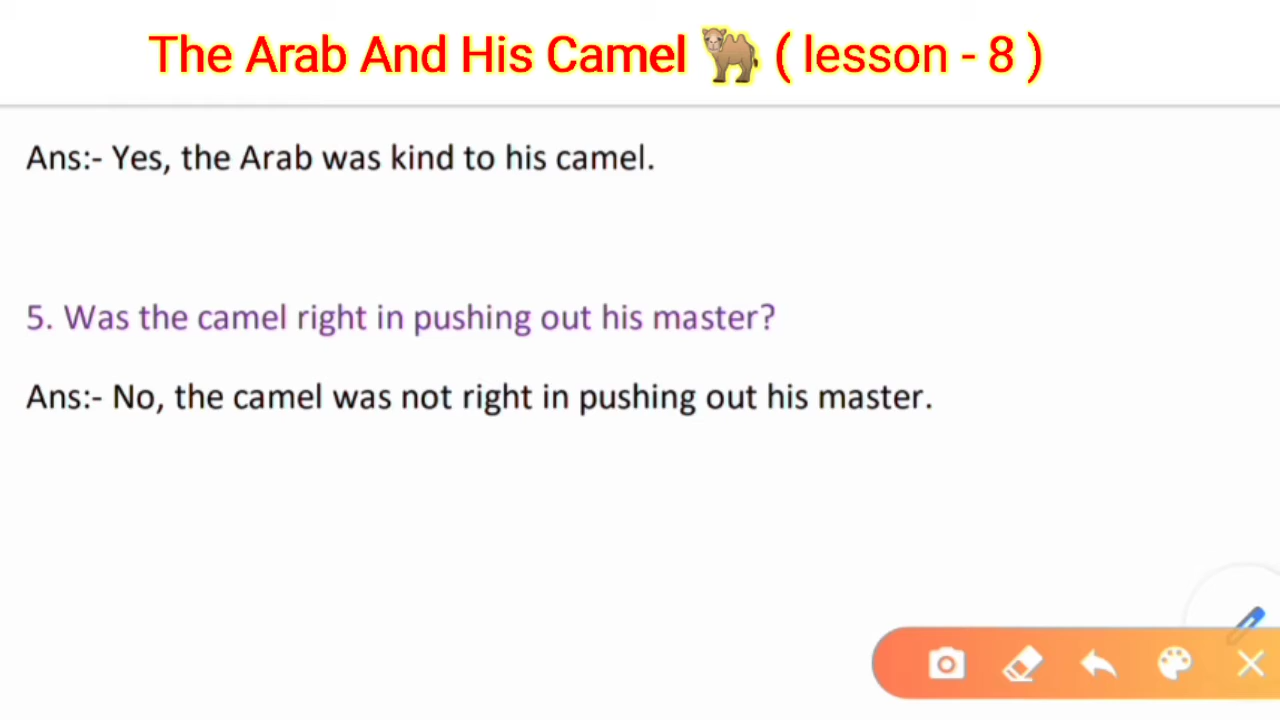 The Arab And His Camel 🐫 ( lesson - 8 )
Ans:- Yes, the Arab was kind to his camel.
5. Was the camel right in pushing out his master?
Ans:- No, the camel was not right in pushing out his master.